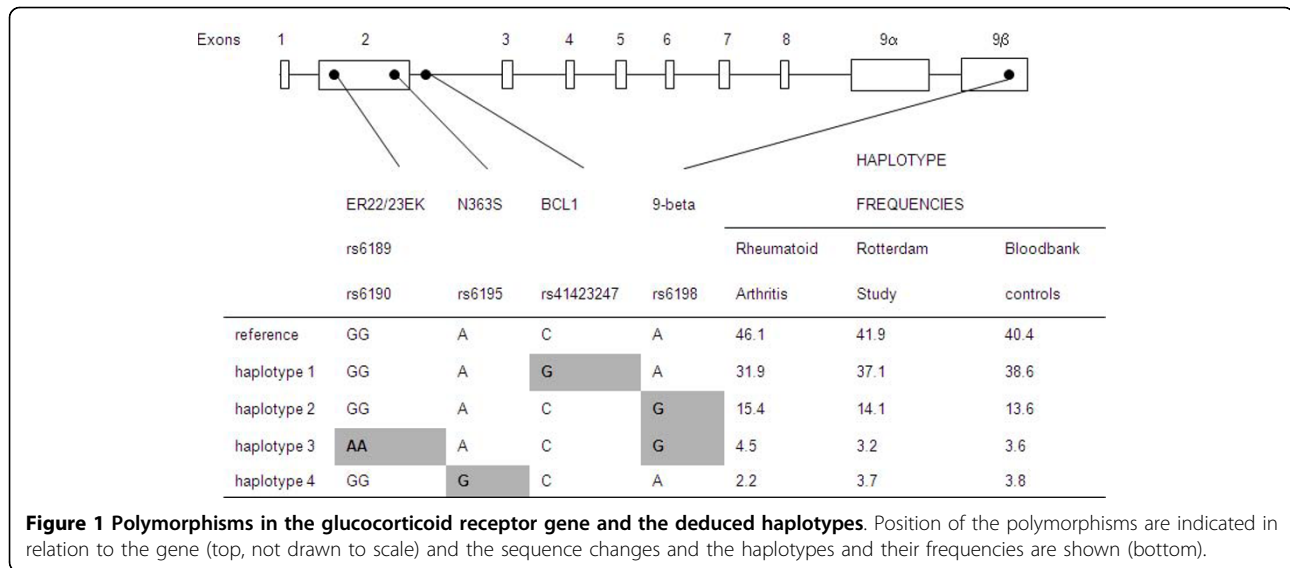 Exons 1 2 3 4 5 6 7 8 9α 9β
HAPLOTYPE
ER22/23EK N363S BCL1 9-beta FREQUENCIES
rs6189 Rheumatoid Rotterdam Bloodbank
rs6190 rs6195 rs41423247 rs6198 Arthritis Study controls
reference GG A C A 46.1 41.9 40.4
haplotype 1 GG A G A 31.9 37.1 38.6
haplotype 2 GG A C G 15.4 14.1 13.6
haplotype 3 AA A C G 4.5 3.2 3.6
haplotype 4 GG G C A 2.2 3.7 3.8
Figure 1 Polymorphisms in the glucocorticoid receptor gene and the deduced haplotypes. Position of the polymorphisms are indicated in
relation to the gene (top, not drawn to scale) and the sequence changes and the haplotypes and their frequencies are shown (bottom).